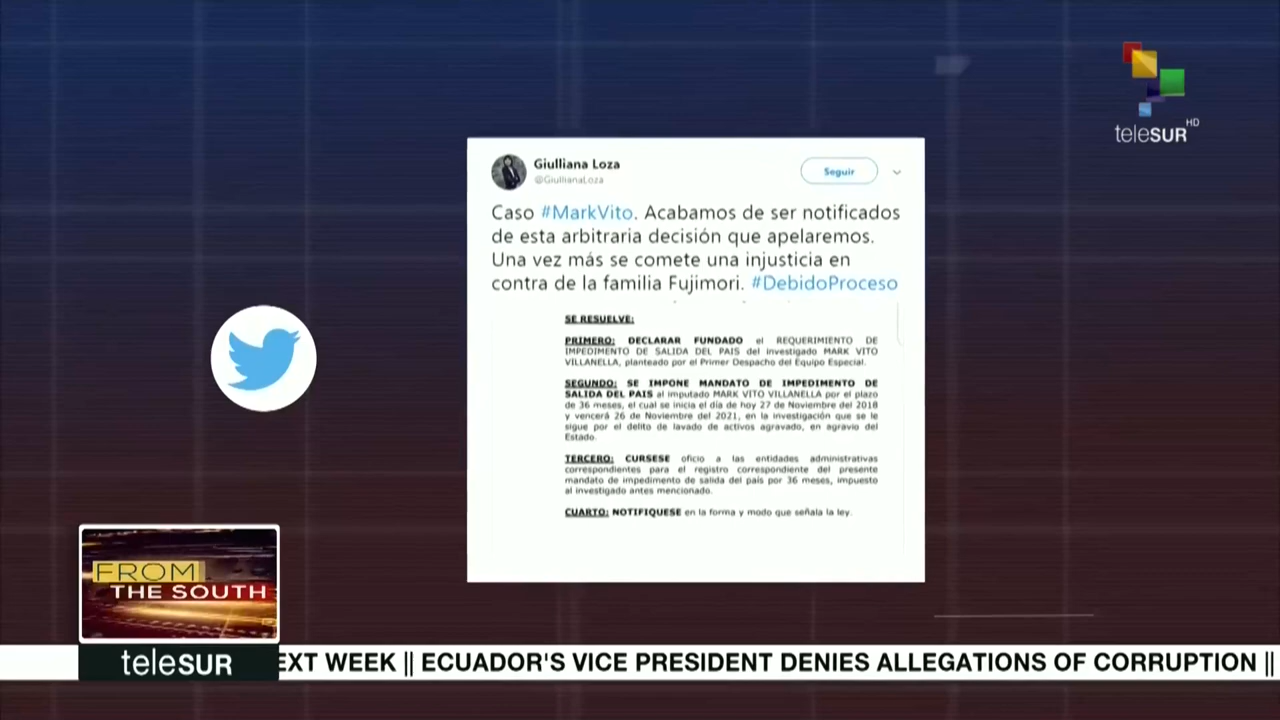 teleSUR HD
Giulliana Loza
@GiullianaLoza
Seguir
Caso #MarkVito. Acabamos de ser notificados
de esta arbitraria decisión que apelaremos.
Una vez más se comete una injusticia en
contra de la familia Fujimori. #DebidoProceso
SE RESUELVE:
PRIMERO: DECLARAR FUNDADO el REQUERIMIENTO DE
IMPEDIMENTO DE SALIDA DEL PAIS del investigado MARK VITO
VILLANELLA, planteado por el Primer Despacho del Equipo Especial.
SEGUNDO: SE IMPONE MANDATO DE IMPEDIMENTO DE
SALIDA DEL PAIS al imputado MARK VITO VILLANELLA por el plazo
de 36 meses, el cual se inicia el día de hoy 27 de Noviembre del 2018
y vencerá 26 de Noviembre del 2021, en la investigación que se le
sigue por el delito de lavado de activos agravado, en agravio del
Estado.
TERCERO: CURSESE oficio a las entidades administrativas
correspondientes para el registro correspondiente del presente
mandato de impedimento de salida del país por 36 meses, impuesto
al investigado antes mencionado.
CUARTO: NOTIFIQUESE en la forma y modo que señala la ley.
FROM
THE SOUTH
teleSUR
EXT WEEK || ECUADOR'S VICE PRESIDENT DENIES ALLEGATIONS OF CORRUPTION ||